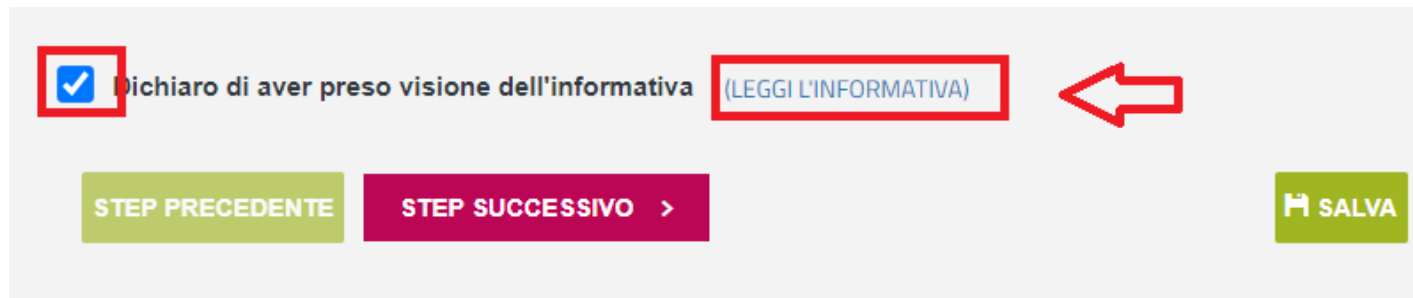 Dichiaro di aver preso visione dell'informativa (LEGGI L'INFORMATIVA)
STEP PRECEDENTE STEP SUCCESSIVO > SALVA